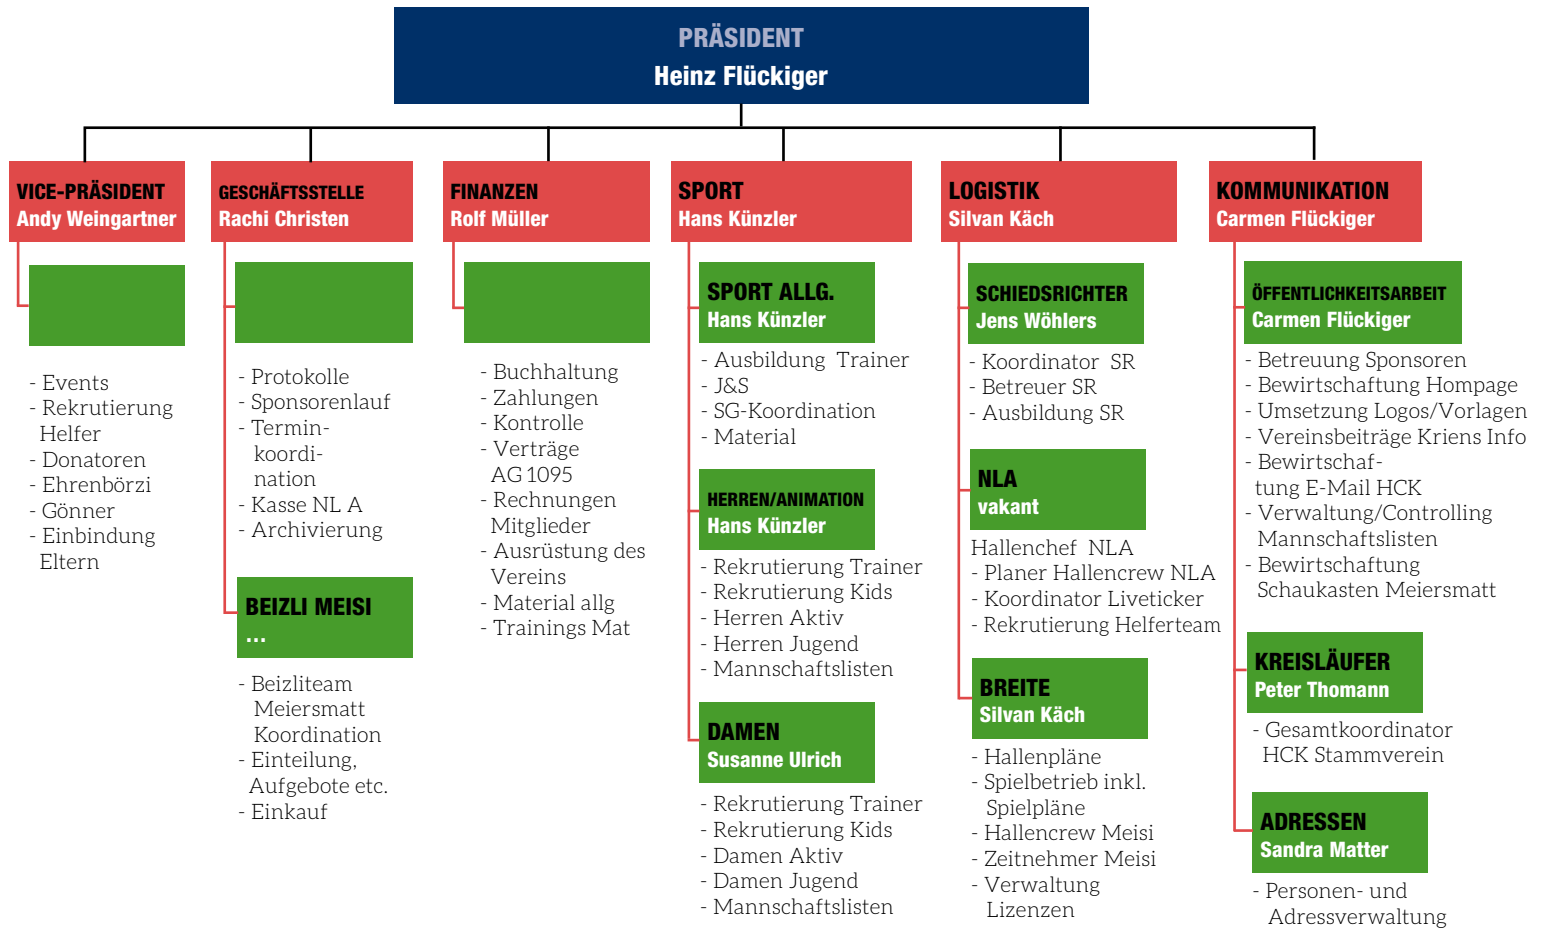 PRÄSIDENT
Heinz Flückiger
VICE-PRÄSIDENT
Andy Weingartner
- Events
- Rekrutierung
Helfer
- Donatoren
- Ehrenbörzi
- Gönner
- Einbindung
Eltern
GESCHÄFTSSTELLE
Rachi Christen
- Protokolle
- Sponsorenlauf
- Termin-
koordi-
nation
- Kasse NL A
- Archivierung
BEIZLI MEISI
...
- Beizliteam
Meiersmatt
Koordination
- Einteilung,
Aufgebote etc.
- Einkauf
FINANZEN
Rolf Müller
- Buchhaltung
- Zahlungen
- Kontrolle
- Verträge
AG 1095
- Rechnungen
Mitglieder
- Ausrüstung des
Vereins
- Material allg
- Trainings Mat
SPORT
Hans Künzler
SPORT ALLG.
Hans Künzler
- Ausbildung Trainer
- J&S
- SG-Koordination
- Material
HERREN/ANIMATION
Hans Künzler
- Rekrutierung Trainer
- Rekrutierung Kids
- Herren Aktiv
- Herren Jugend
- Mannschaftslisten
DAMEN
Susanne Ulrich
- Rekrutierung Trainer
- Rekrutierung Kids
- Damen Aktiv
- Damen Jugend
- Mannschaftslisten
LOGISTIK
Silvan Käch
SCHIEDSRICHTER
Jens Wöhlers
- Koordinator SR
- Betreuer SR
- Ausbildung SR
NLA
vakant
Hallenchef NLA
- Planer Hallencrew NLA
- Koordinator Liveticker
- Rekrutierung Helferteam
BREITE
Silvan Käch
- Hallenpläne
- Spielbetrieb inkl.
Spielpläne
- Hallencrew Meisi
- Zeitnehmer Meisi
- Verwaltung
Lizenzen
KOMMUNIKATION
Carmen Flückiger
ÖFFENTLICHKEITSARBEIT
Carmen Flückiger
- Betreuung Sponsoren
- Bewirtschaftung Hompage
- Umsetzung Logos/Vorlagen
- Vereinsbeiträge Kriens Info
- Bewirtschaf-
tung E-Mail HCK
- Verwaltung/Controlling
Mannschaftslisten
- Bewirtschaftung
Schaukasten Meiersmatt
KREISLÄUFER
Peter Thomann
- Gesamtkoordinator
HCK Stammverein
ADRESSEN
Sandra Matter
- Personen- und
Adressverwaltung